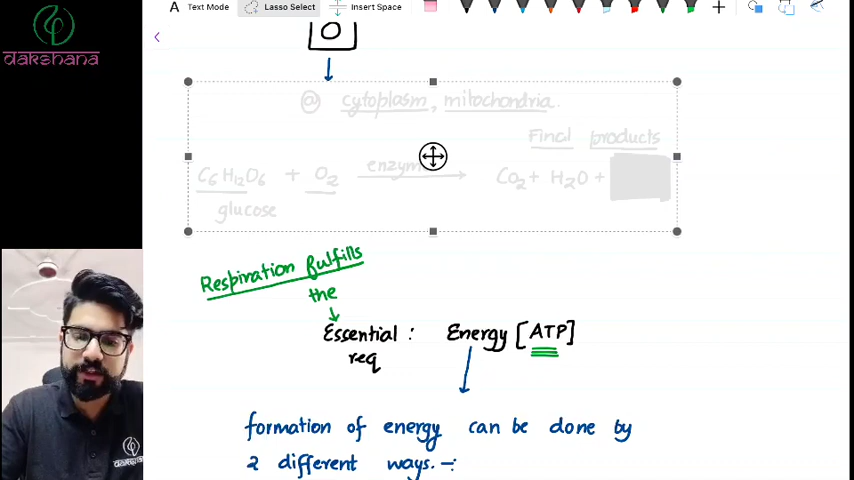 A Text Mode Lasso Select Insert Space
dakshana
O
@ cytoplasm, mitochondria.
Final products
C6H12O6 + O2 enzym Co2 + H2O +
glucose
Respiration fulfills
the
Essential : Energy [ATP]
req
formation of energy can be done by
2 different ways. -:
dakshana